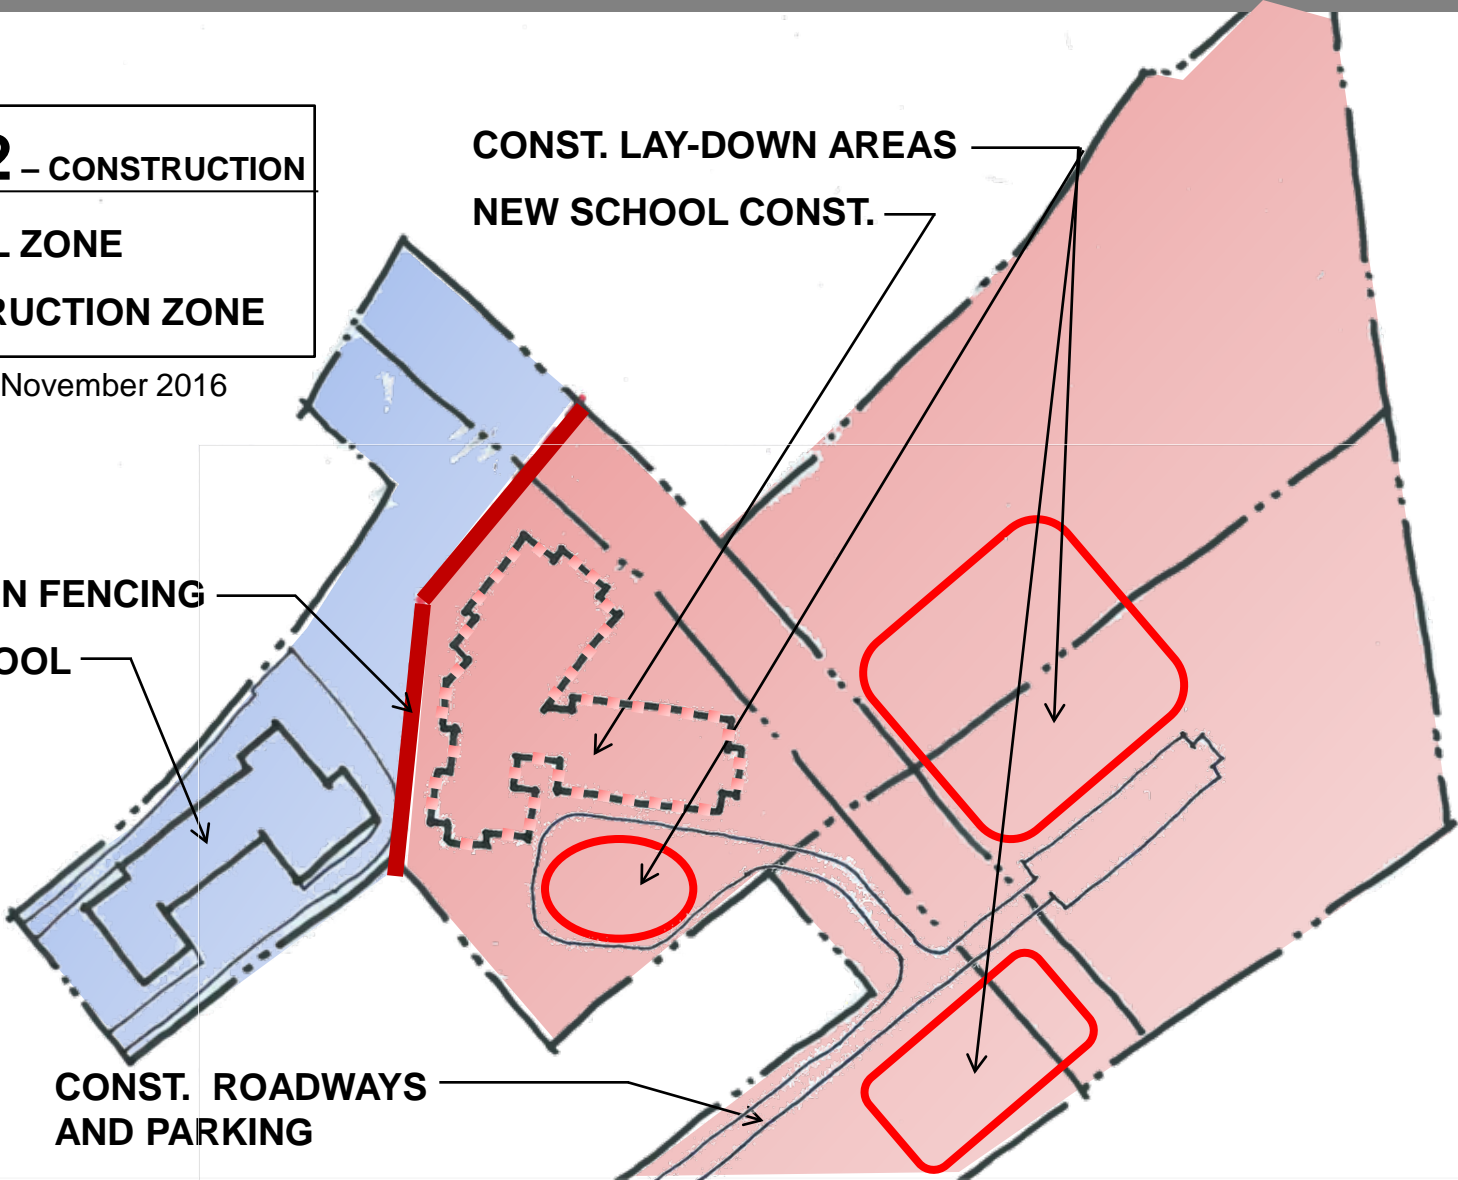 2 – CONSTRUCTION
L ZONE
RUCTION ZONE
November 2016
CONST. LAY-DOWN AREAS
NEW SCHOOL CONST.
N FENCING
OOL
CONST. ROADWAYS
AND PARKING